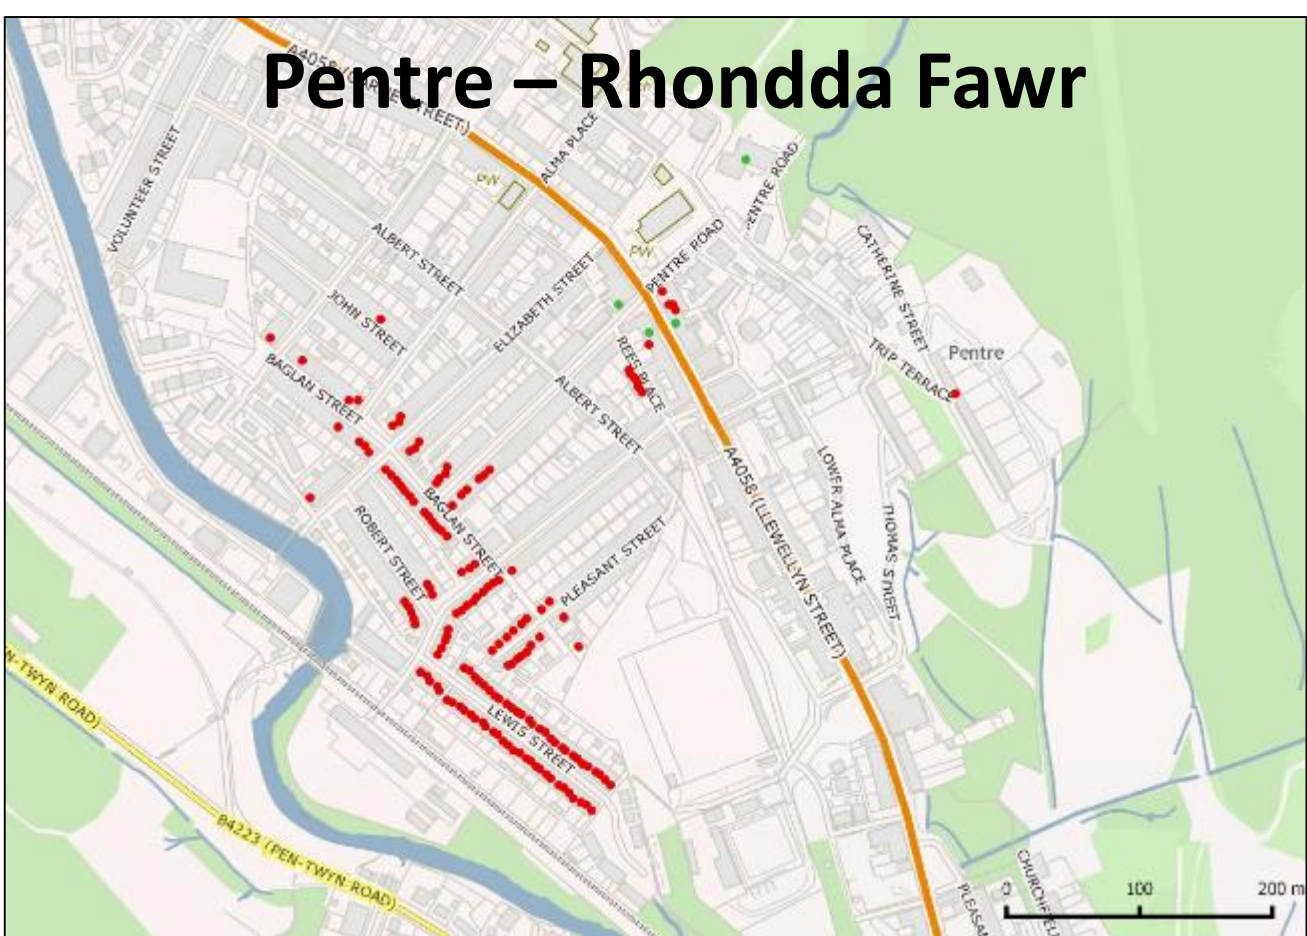 Pentre – Rhondda Fawr
A4058
STREET)
ALMA PLACE
VOLUNTEER STREET
PW
PENTRE ROAD
ALBERT STREET
ELIZABETH STREET
PW
PENTRE ROAD
CATHERINE STREET
JOHN STREET
REES PLACE
TRIP TERRACE
Pentre
BAGLAN STREET
ALBERT STREET
A4058 (LLEWELLYN STREET)
LOWER ALMA PLACE
THOMAS STREET
BAGLAN STREET
ROBERT STREET
PLEASANT STREET
LEWIS STREET
N-TWYN ROAD)
B4223 (PEN-TWYN ROAD)
0 100 200 m